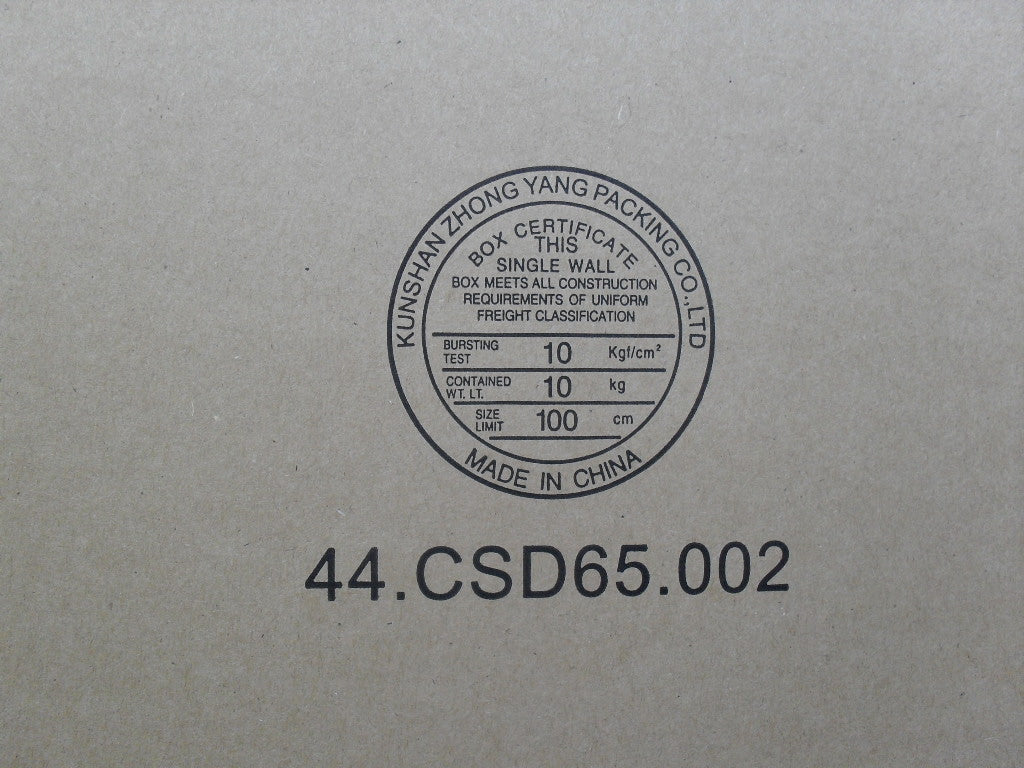 KUNSHAN ZHONG YANG PACKING CO.,LTD
BOX CERTIFICATE
THIS
SINGLE WALL
BOX MEETS ALL CONSTRUCTION
REQUIREMENTS OF UNIFORM
FREIGHT CLASSIFICATION
BURSTING TEST 10 Kgf/cm²
CONTAINED WT. LT. 10 kg
SIZE LIMIT 100 cm
MADE IN CHINA
44.CSD65.002